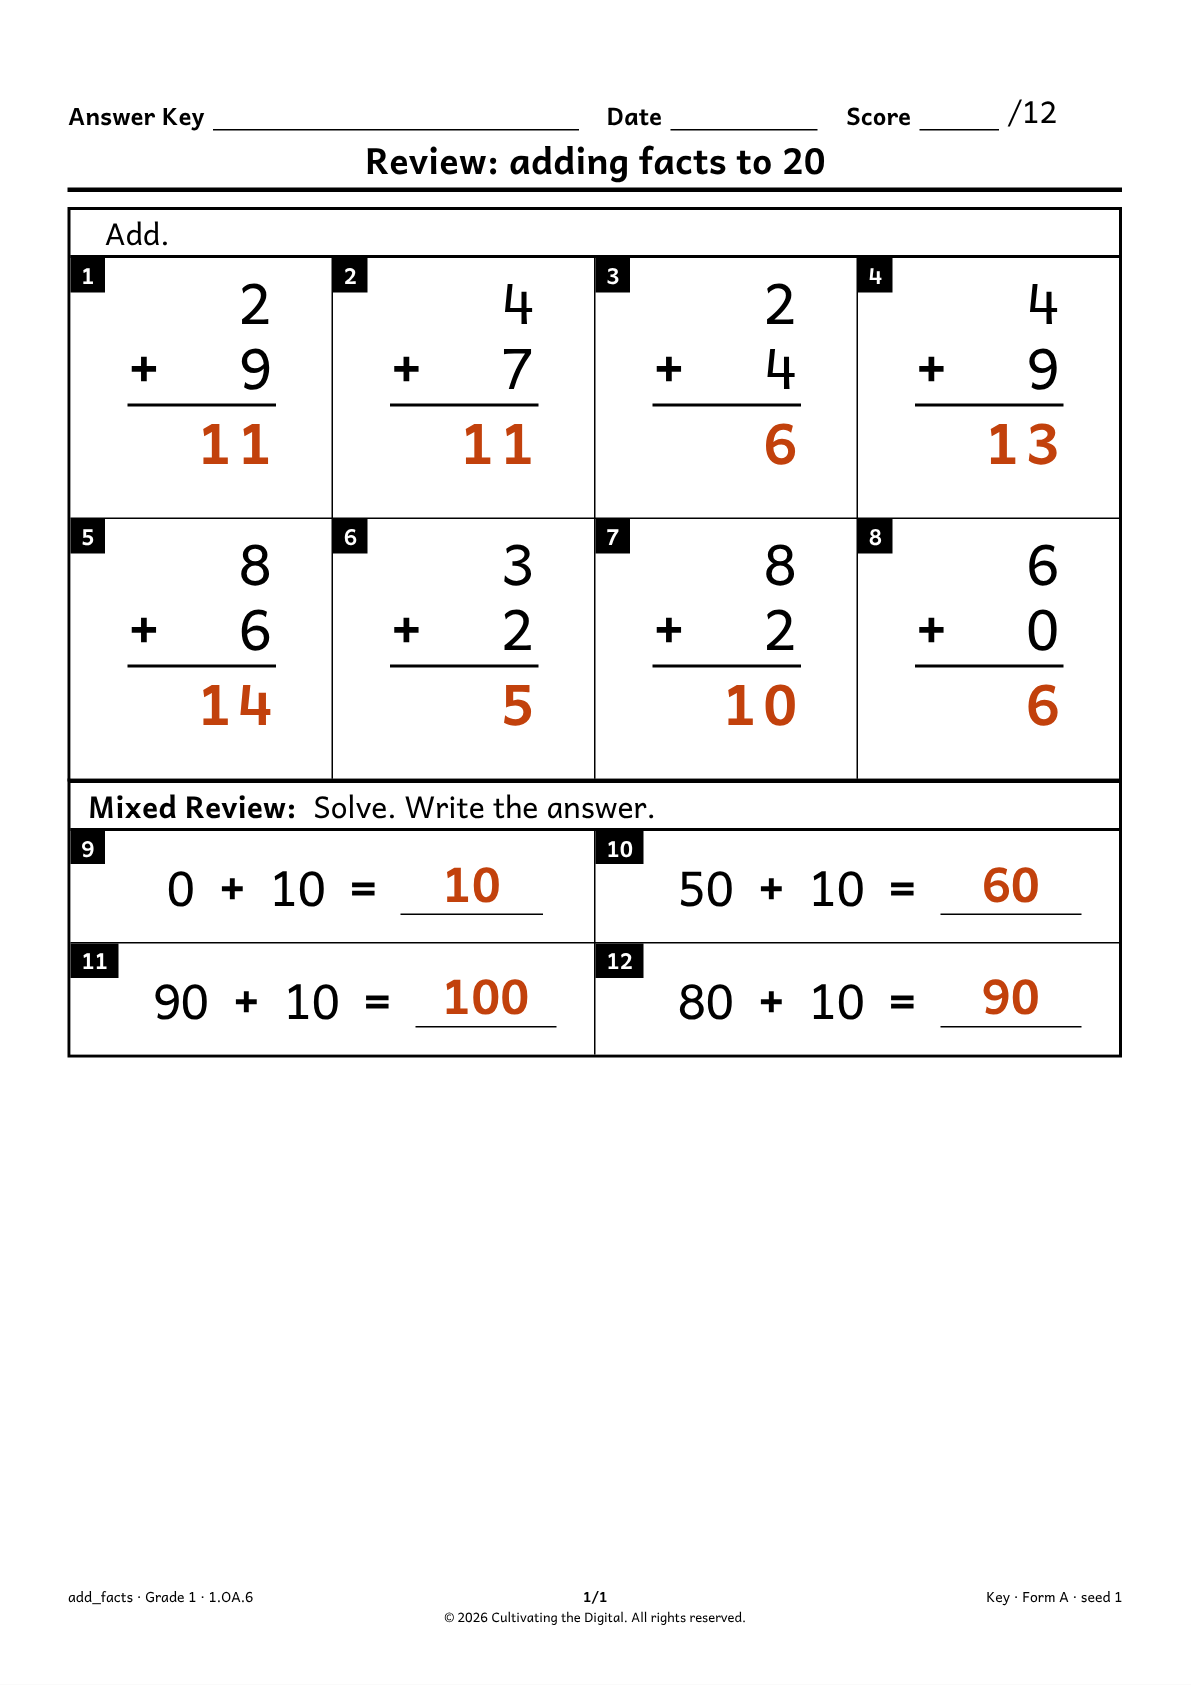 Answer Key ____________________ Date ________ Score _____ /12
Review: adding facts to 20
Add.
1 2 3 4
2 4 2 4
+ 9 + 7 + 4 + 9
11 11 6 13
5 6 7 8
8 3 8 6
+ 6 + 2 + 2 + 0
14 5 10 6
Mixed Review: Solve. Write the answer.
9 10
0 + 10 = 10 50 + 10 = 60
11 12
90 + 10 = 100 80 + 10 = 90
add_facts · Grade 1 · 1.OA.6 1/1 Key · Form A · seed 1
© 2026 Cultivating the Digital. All rights reserved.